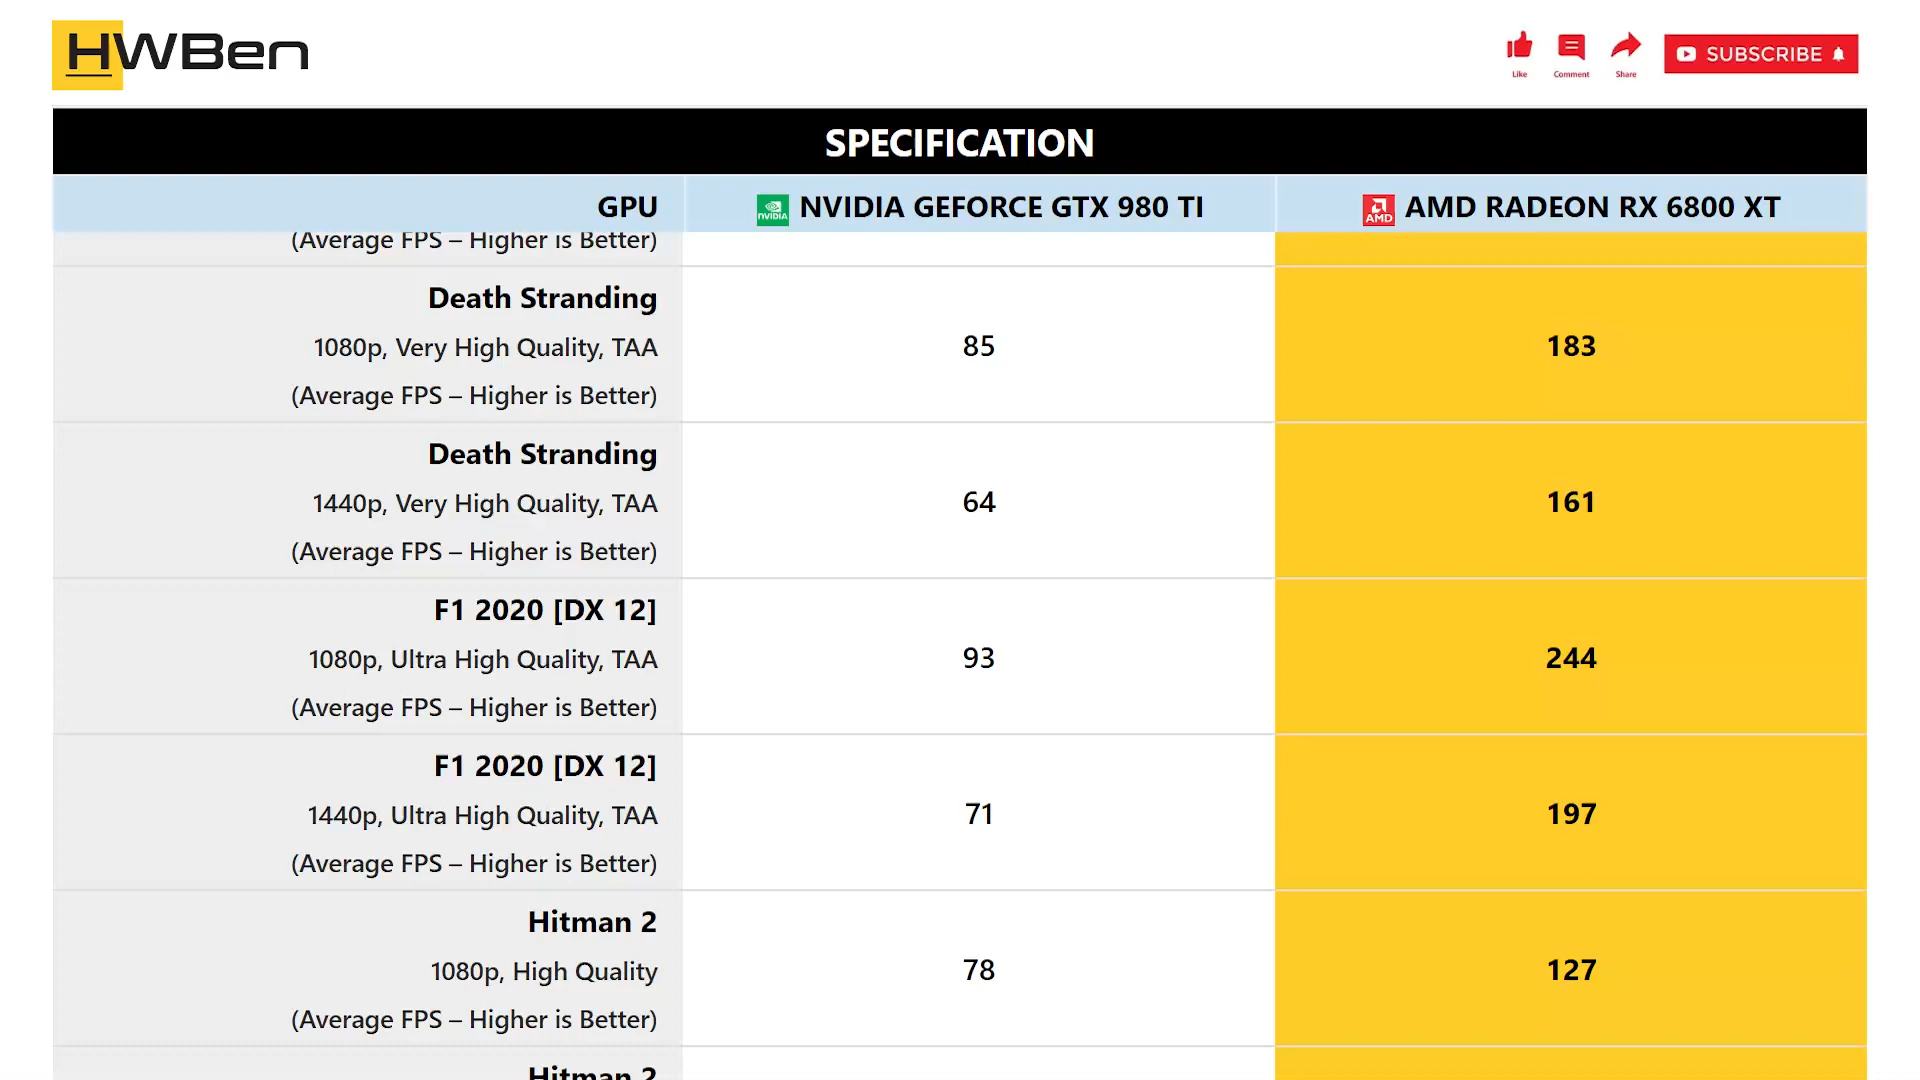 HWBen
Like
Comment
Share
SUBSCRIBE
SPECIFICATION
GPU
NVIDIA
NVIDIA GEFORCE GTX 980 TI
AMD
AMD RADEON RX 6800 XT
(Average FPS – Higher is Better)
Death Stranding
1080p, Very High Quality, TAA
(Average FPS – Higher is Better)
85
183
Death Stranding
1440p, Very High Quality, TAA
(Average FPS – Higher is Better)
64
161
F1 2020 [DX 12]
1080p, Ultra High Quality, TAA
(Average FPS – Higher is Better)
93
244
F1 2020 [DX 12]
1440p, Ultra High Quality, TAA
(Average FPS – Higher is Better)
71
197
Hitman 2
1080p, High Quality
(Average FPS – Higher is Better)
78
127
Hitman 2